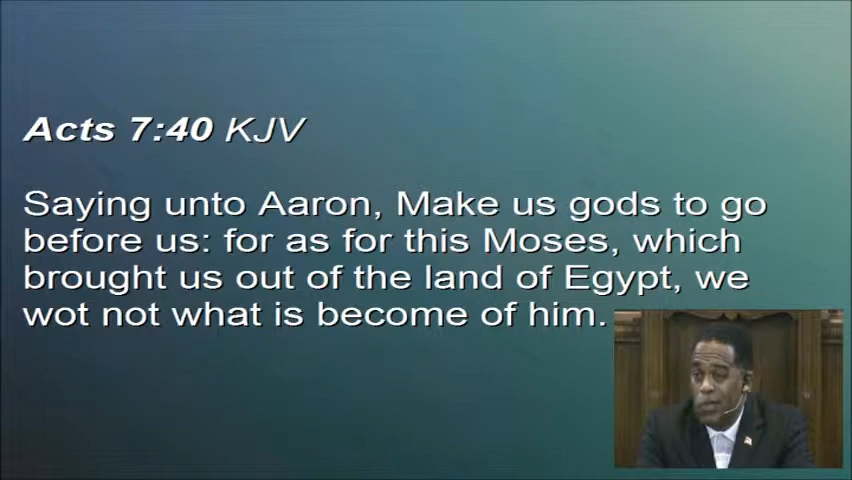 Acts 7:40 KJV
Saying unto Aaron, Make us gods to go
before us: for as for this Moses, which
brought us out of the land of Egypt, we
wot not what is become of him.